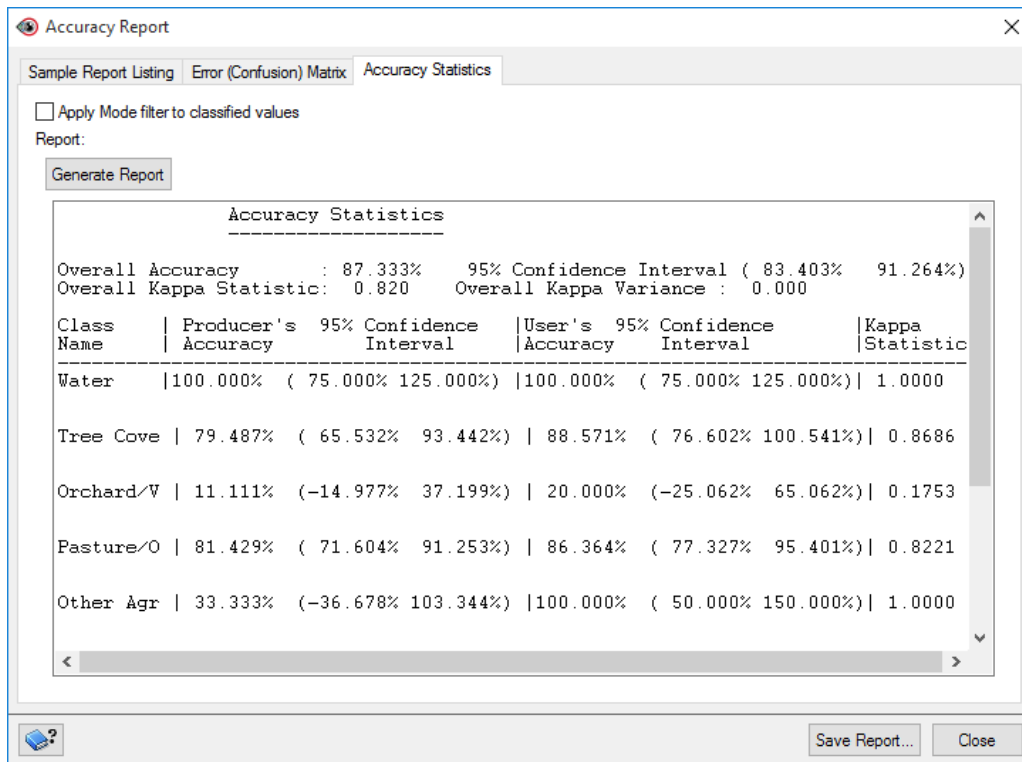 Accuracy Report
Sample Report Listing Error (Confusion) Matrix Accuracy Statistics
Apply Mode filter to classified values
Report:
Generate Report
Accuracy Statistics
-------------------
Overall Accuracy : 87.333% 95% Confidence Interval ( 83.403% 91.264%)
Overall Kappa Statistic: 0.820 Overall Kappa Variance : 0.000
Class | Producer's 95% Confidence |User's 95% Confidence |Kappa
Name | Accuracy Interval |Accuracy Interval |Statistic
Water |100.000% ( 75.000% 125.000%) |100.000% ( 75.000% 125.000%)| 1.0000
Tree Cove | 79.487% ( 65.532% 93.442%) | 88.571% ( 76.602% 100.541%)| 0.8686
Orchard/V | 11.111% (-14.977% 37.199%) | 20.000% (-25.062% 65.062%)| 0.1753
Pasture/O | 81.429% ( 71.604% 91.253%) | 86.364% ( 77.327% 95.401%)| 0.8221
Other Agr | 33.333% (-36.678% 103.344%) |100.000% ( 50.000% 150.000%)| 1.0000
?
Save Report... Close